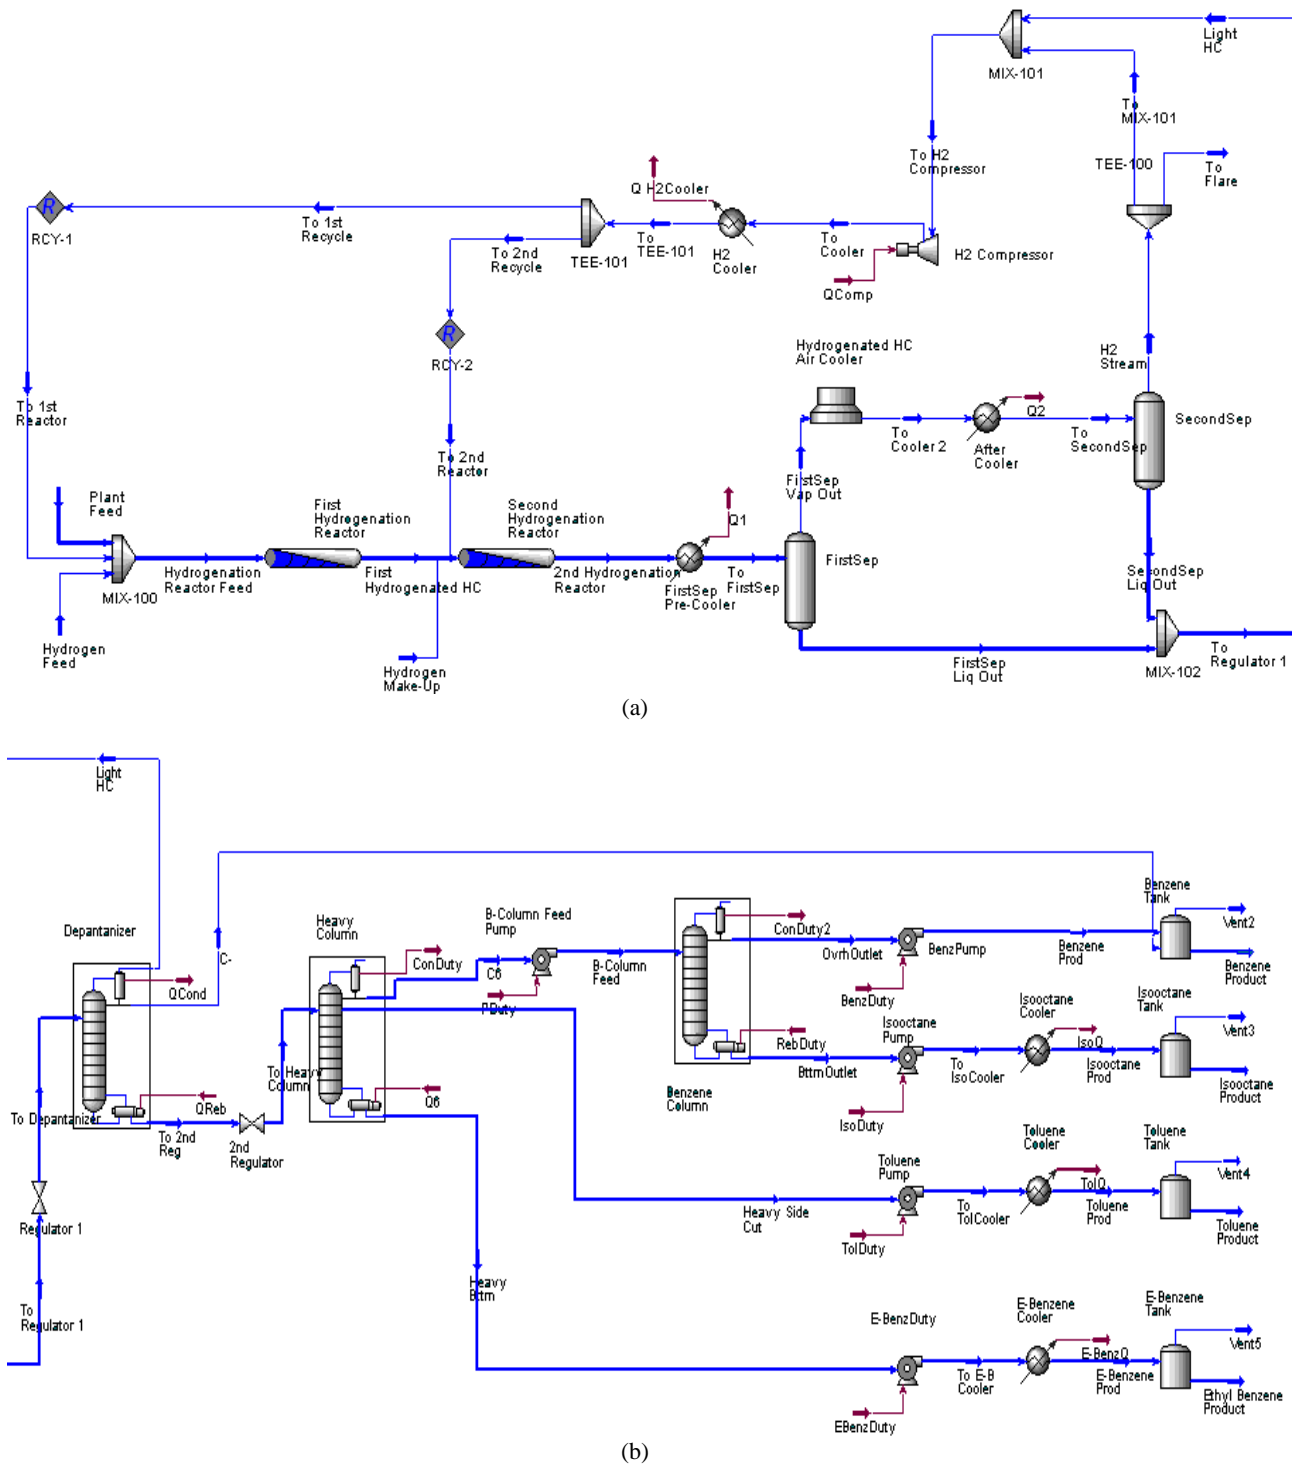 Light
HC
MIX-101
To
MIX-101
To H2
Compressor
TEE-100
To
Flare
Q H2Cooler
RCY-1
To 1st
Recycle
To 2nd
Recycle
TEE-101
To
TEE-101
H2
Cooler
To
Cooler
H2 Compressor
QComp
RCY-2
Hydrogenated HC
Air Cooler
H2
Stream
To 1st
Reactor
To
Cooler 2
After
Cooler
Q2
To
SecondSep
SecondSep
To 2nd
Reactor
FirstSep
Vap Out
Plant
Feed
First
Hydrogenation
Reactor
Second
Hydrogenation
Reactor
Q1
FirstSep
MIX-100
Hydrogenation
Reactor Feed
First
Hydrogenated HC
2nd Hydrogenation
Reactor
FirstSep
Pre-Cooler
To
FirstSep
SecondSep
Liq Out
Hydrogen
Feed
Hydrogen
Make-Up
FirstSep
Liq Out
MIX-102
To
Regulator 1
(a)
Light
HC
Depantanizer
C-
QCond
Heavy
Column
ConDuty
C6
B-Column Feed
Pump
PDuty
B-Column
Feed
ConDuty2
OvrhOutlet
BenzPump
BenzDuty
Benzene
Prod
Benzene
Tank
Vent2
Benzene
Product
RebDuty
BttmOutlet
Benzene
Column
Isooctane
Pump
IsoDuty
To
IsoCooler
Isooctane
Cooler
IsoQ
Isooctane
Prod
Isooctane
Tank
Vent3
Isooctane
Product
To Depantanizer
QReb
To 2nd
Reg
2nd
Regulator
To Heavy
Column
Q6
Regulator 1
To
Regulator 1
Heavy Side
Cut
Toluene
Pump
TolDuty
To
TolCooler
Toluene
Cooler
TolQ
Toluene
Prod
Toluene
Tank
Vent4
Toluene
Product
Heavy
Bttm
E-BenzDuty
EBenzDuty
To E-B
Cooler
E-Benzene
Cooler
E-BenzQ
E-Benzene
Prod
E-Benzene
Tank
Vent5
Ethyl Benzene
Product
(b)